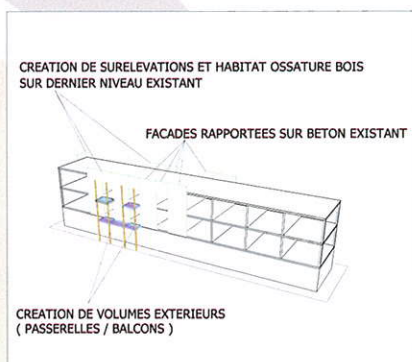 CREATION DE SURELEVATIONS ET HABITAT OSSATURE BOIS
SUR DERNIER NIVEAU EXISTANT
FACADES RAPPORTEES SUR BETON EXISTANT
CREATION DE VOLUMES EXTERIEURS
( PASSERELLES / BALCONS )